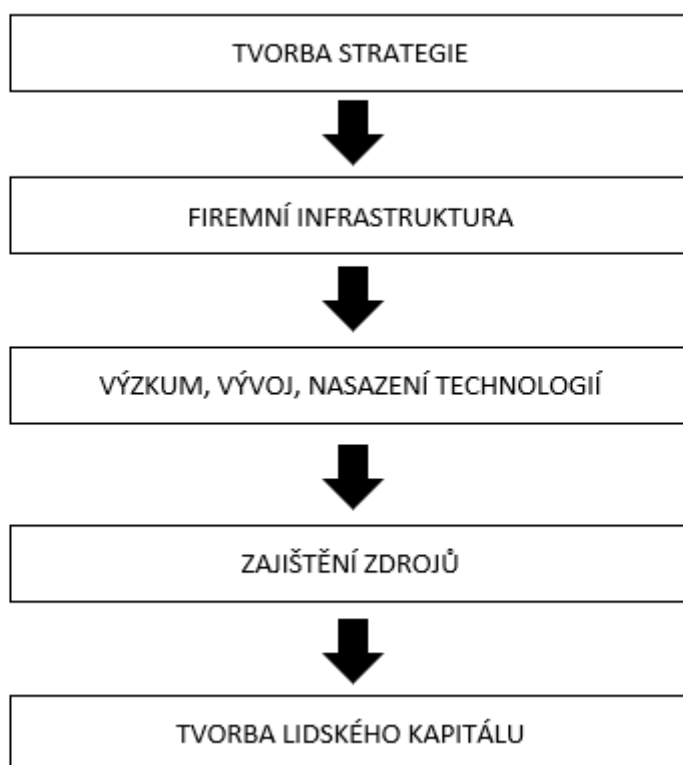 TVORBA STRATEGIE
FIREMNÍ INFRASTRUKTURA
VÝZKUM, VÝVOJ, NASAZENÍ TECHNOLOGIÍ
ZAJIŠTĚNÍ ZDROJŮ
TVORBA LIDSKÉHO KAPITÁLU